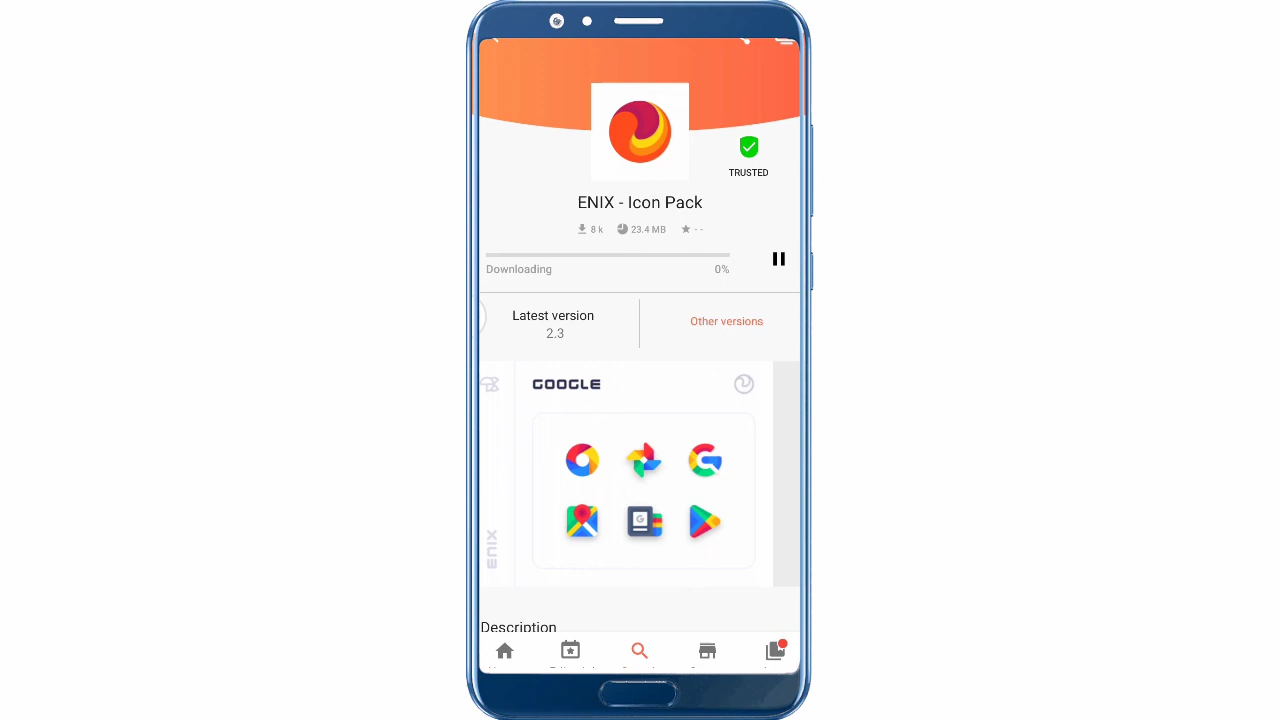 TRUSTED
ENIX - Icon Pack
8 k 23.4 MB - -
Downloading 0%
Latest version
2.3
Other versions
GOOGLE
ENIX
Description